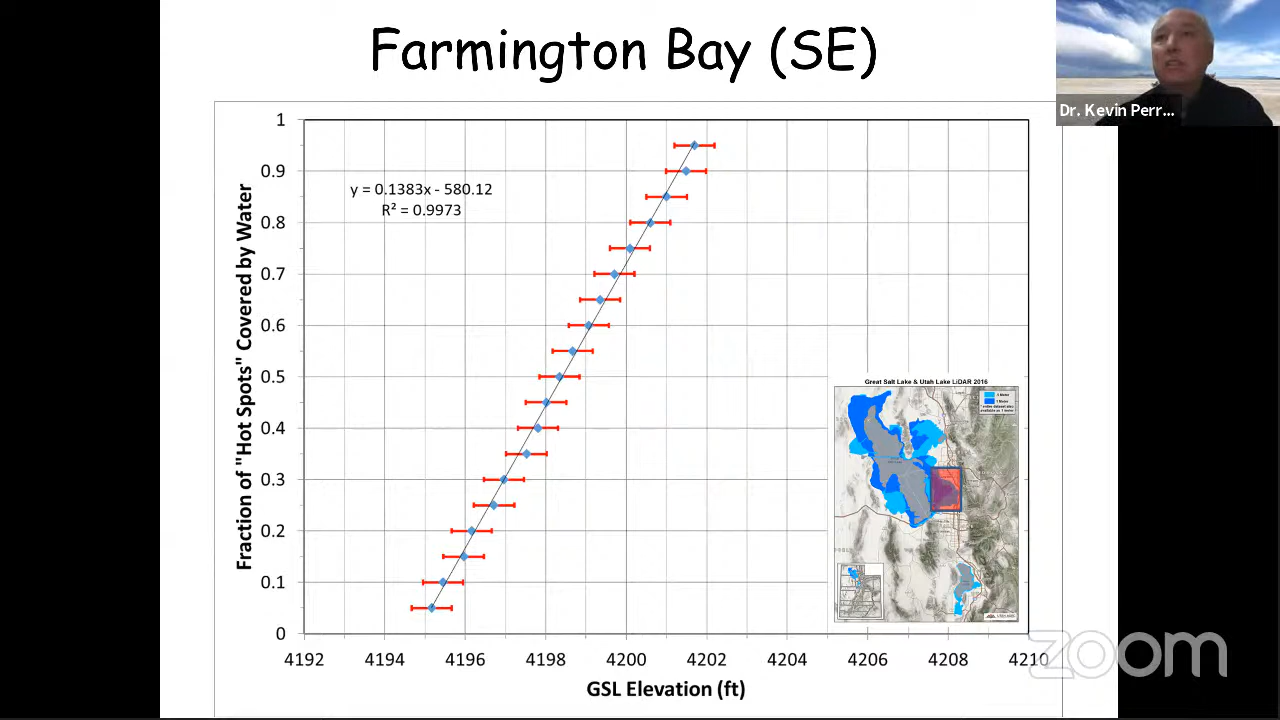 Farmington Bay (SE)
Dr. Kevin Perr...
y = 0.1383x - 580.12
R² = 0.9973
Fraction of "Hot Spots" Covered by Water
1
0.9
0.8
0.7
0.6
0.5
0.4
0.3
0.2
0.1
0
4192 4194 4196 4198 4200 4202 4204 4206 4208 4210
GSL Elevation (ft)
Great Salt Lake & Utah Lake LiDAR 2016
zoom